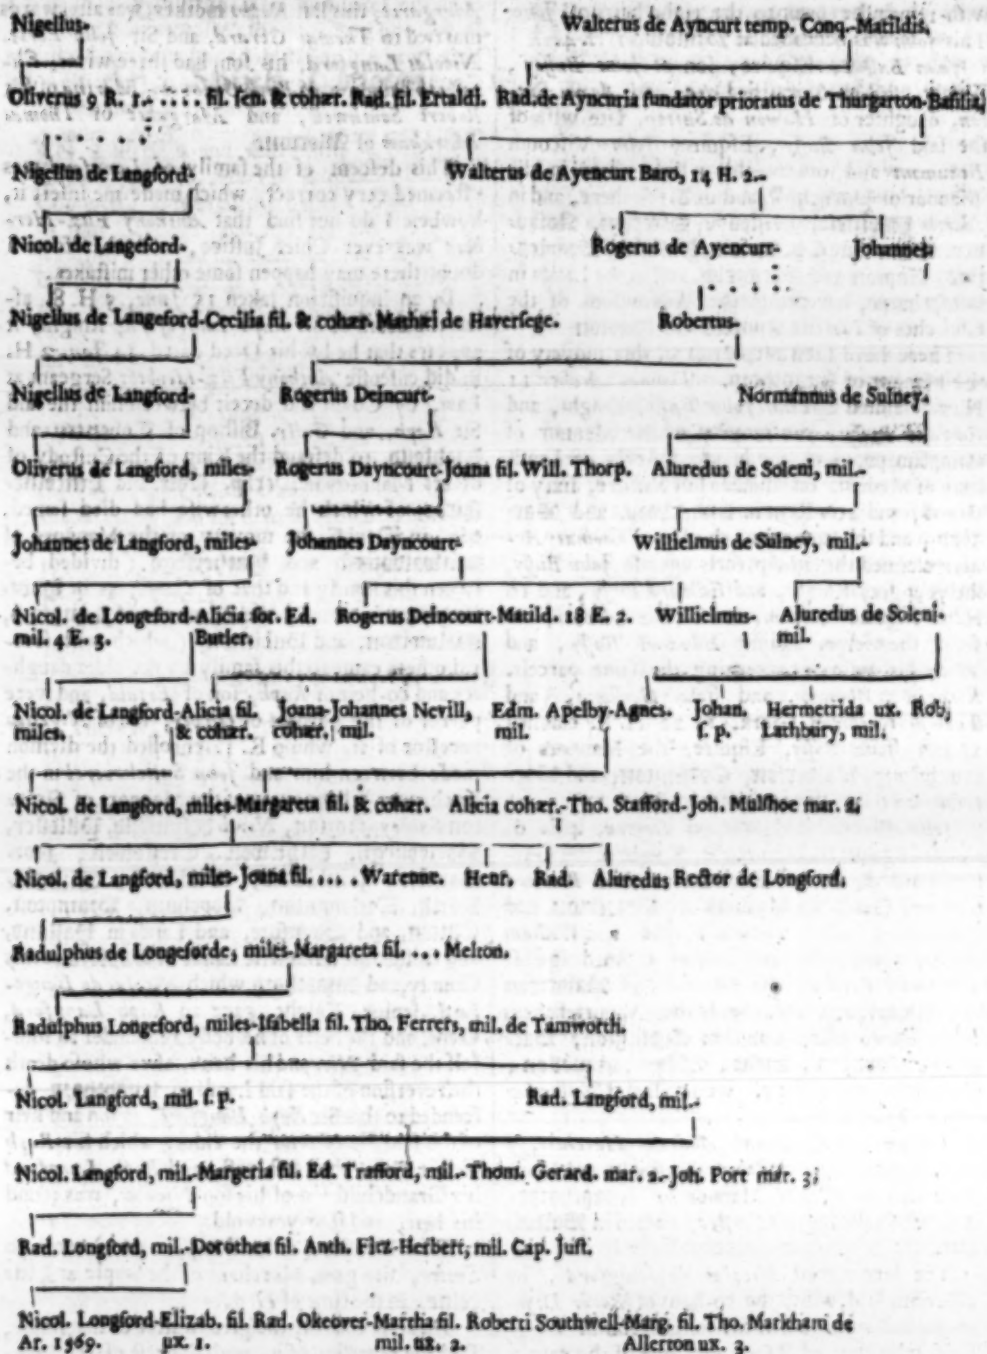 Nigellus- Walterus de Ayncurt temp. Conq.-Matildis.
Oliverus 9 R. 1.- .... fil. sen. & cohær. Rad. fil. Ertaldi. Rad. de Ayncuria fundator prioratus de Thurgarton-Basilia,
Nigellus de Langford- Walterus de Ayencurt Baro, 14 H. 2.-
Nicol. de Langeford- Rogerus de Ayencurt- Johannes
Nigellus de Langeford-Cecilia fil. & cohær. Mathæi de Haversege. Robertus-
Nigellus de Langford- Rogerus Deincurt- Normannus de Sulney-
Oliverus de Langford, miles- Rogerus Dayncourt-Joana fil. Will. Thorp. Aluredus de Soleni, mil.-
Johannes de Langford, miles- Johannes Dayncourt- Willielmus de Sulney, mil.-
Nicol. de Longeford-Alicia sor. Ed. Rogerus Deincourt-Matild. 18 E. 2. Willielmus- Aluredus de Soleni-
mil. 4 E. 3. Butler. mil.
Nicol. de Langford-Alicia fil. Joana-Johannes Nevill, Edm. Apelby-Agnes. Johan. Hermetrida ux. Rob,
miles. & cohær. cohær. mil. mil. s. p. Lathbury, mil.
Nicol. de Langford, miles-Margareta fil. & cohær. Alicia cohær.-Tho. Stafford-Joh. Mulshoe mar. 2.
Nicol. de Langford, miles-Joana fil. .... Warenne. Henr. Rad. Aluredus Rector de Longford.
Radulphus de Longeforde, miles-Margareta fil. ... Melton.
Radulphus Longeford, miles-Isabella fil. Tho. Ferrers, mil. de Tamworth.
Nicol. Langford, mil. s. p. Rad. Langford, mil.-
Nicol. Langford, mil.-Margeria fil. Ed. Trafford, mil.-Thom. Gerard. mar. 2.-Joh. Port mar. 3.
Rad. Longford, mil.-Dorothea fil. Anth. Fitz-Herbert, mil. Cap. Just.
Nicol. Longford-Elizab. fil. Rad. Okeover-Martha fil. Roberti Southwell-Marg. fil. Tho. Markham de
Ar. 1569. ux. 1. mil. ux. 2. Allerton ux. 3.